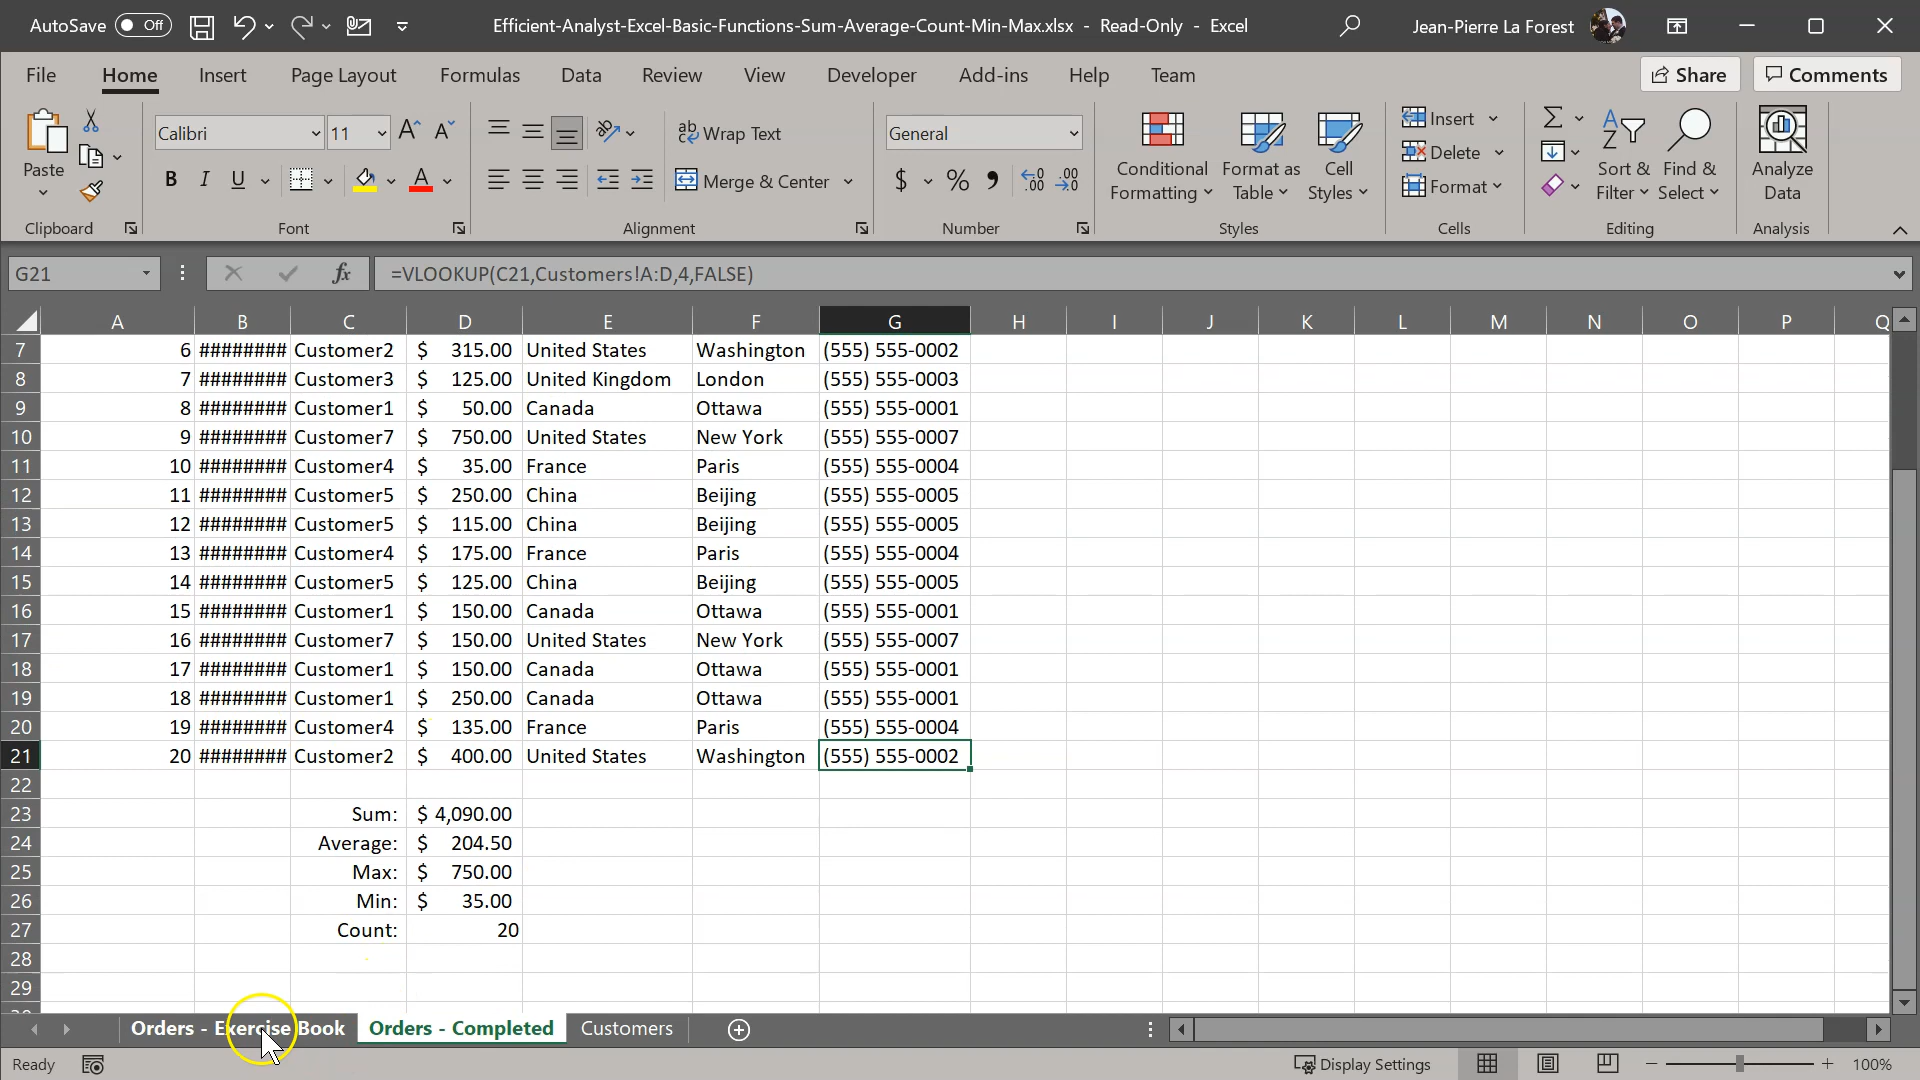 AutoSave Off Efficient-Analyst-Excel-Basic-Functions-Sum-Average-Count-Min-Max.xlsx - Read-Only - Excel Jean-Pierre La Forest
File Home Insert Page Layout Formulas Data Review View Developer Add-ins Help Team Share Comments
Paste
Clipboard
Calibri 11
B I U A
Font
ab Wrap Text
Merge & Center
Alignment
General
$ % 9 .00 .00
Number
Conditional Formatting
Format as Table
Cell Styles
Styles
Insert
Delete
Format
Cells
Sort & Filter
Find & Select
Editing
Analyze Data
Analysis
G21 fx =VLOOKUP(C21,Customers!A:D,4,FALSE)
A B C D E F G H I J K L M N O P Q
7 6 ######## Customer2 $ 315.00 United States Washington (555) 555-0002
8 7 ######## Customer3 $ 125.00 United Kingdom London (555) 555-0003
9 8 ######## Customer1 $ 50.00 Canada Ottawa (555) 555-0001
10 9 ######## Customer7 $ 750.00 United States New York (555) 555-0007
11 10 ######## Customer4 $ 35.00 France Paris (555) 555-0004
12 11 ######## Customer5 $ 250.00 China Beijing (555) 555-0005
13 12 ######## Customer5 $ 115.00 China Beijing (555) 555-0005
14 13 ######## Customer4 $ 175.00 France Paris (555) 555-0004
15 14 ######## Customer5 $ 125.00 China Beijing (555) 555-0005
16 15 ######## Customer1 $ 150.00 Canada Ottawa (555) 555-0001
17 16 ######## Customer7 $ 150.00 United States New York (555) 555-0007
18 17 ######## Customer1 $ 150.00 Canada Ottawa (555) 555-0001
19 18 ######## Customer1 $ 250.00 Canada Ottawa (555) 555-0001
20 19 ######## Customer4 $ 135.00 France Paris (555) 555-0004
21 20 ######## Customer2 $ 400.00 United States Washington (555) 555-0002
22
23 Sum: $ 4,090.00
24 Average: $ 204.50
25 Max: $ 750.00
26 Min: $ 35.00
27 Count: 20
28
29
Orders - Exercise Book Orders - Completed Customers
Ready Display Settings 100%